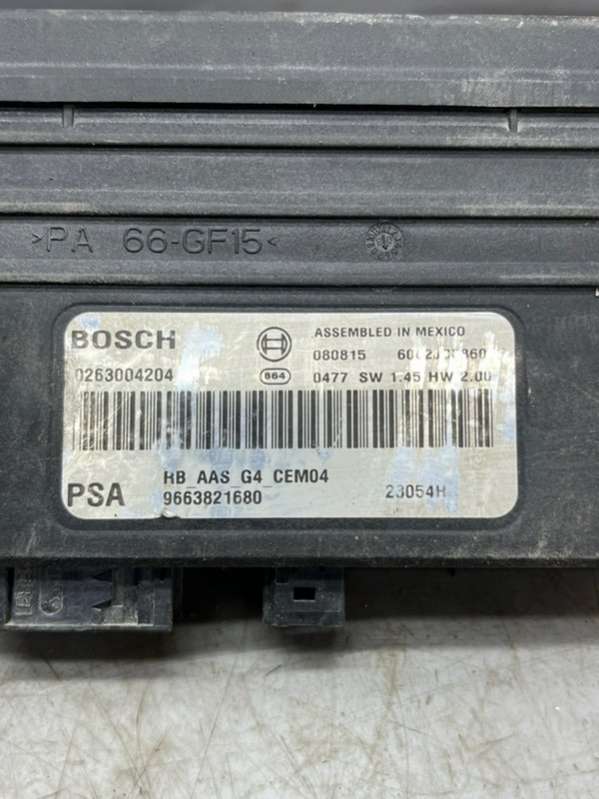 >PA 66-GF15<
BOSCH
ASSEMBLED IN MEXICO
080815
0263004204
864
0477 SW 1.45 HW 2.00
PSA
HB_AAS_G4_CEM04
9663821680
23054H